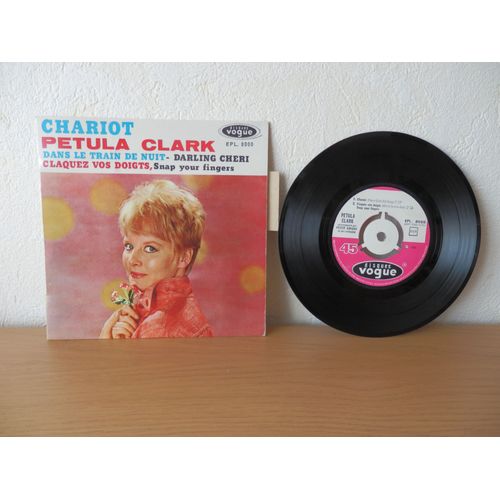 CHARIOT
DISQUES
vogue
EPL. 8000
PETULA CLARK
DANS LE TRAIN DE NUIT - DARLING CHERI
CLAQUEZ VOS DOIGTS, Snap your fingers
PETULA
CLARK
45
DISQUES
vogue